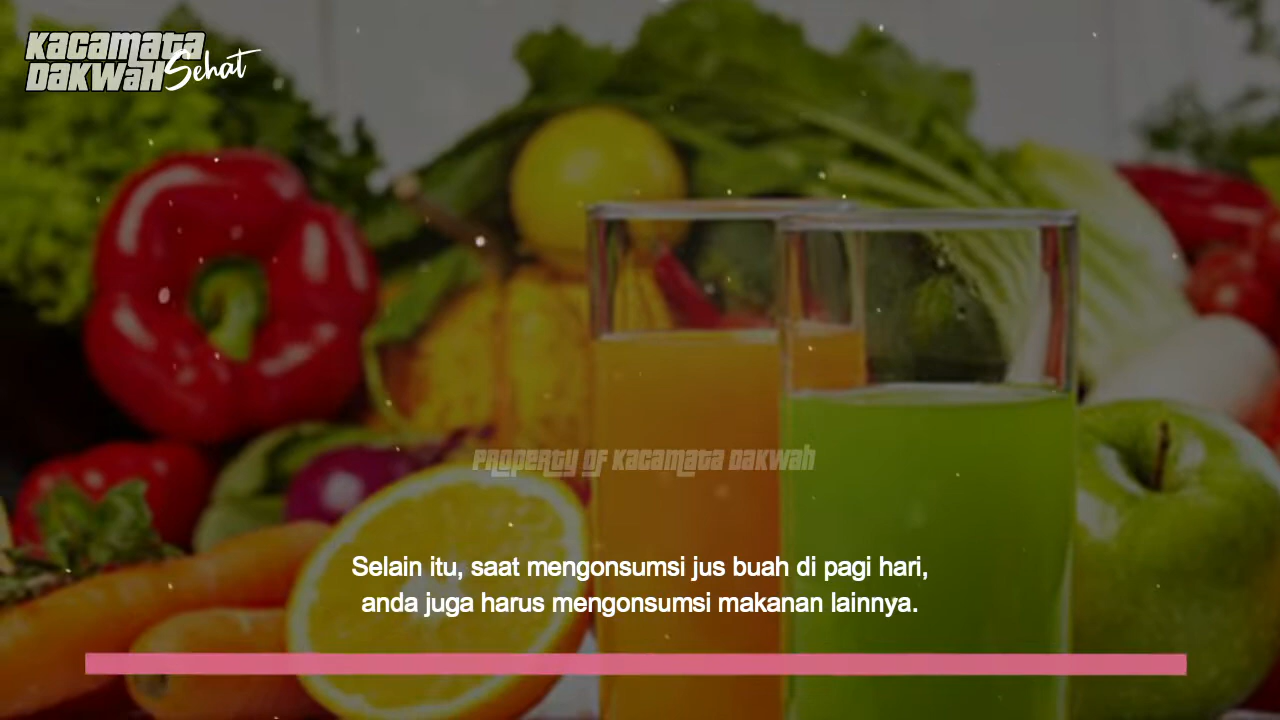 Kacamata
Dakwah Sehat
Property of Kacamata Dakwah
Selain itu, saat mengonsumsi jus buah di pagi hari,
anda juga harus mengonsumsi makanan lainnya.